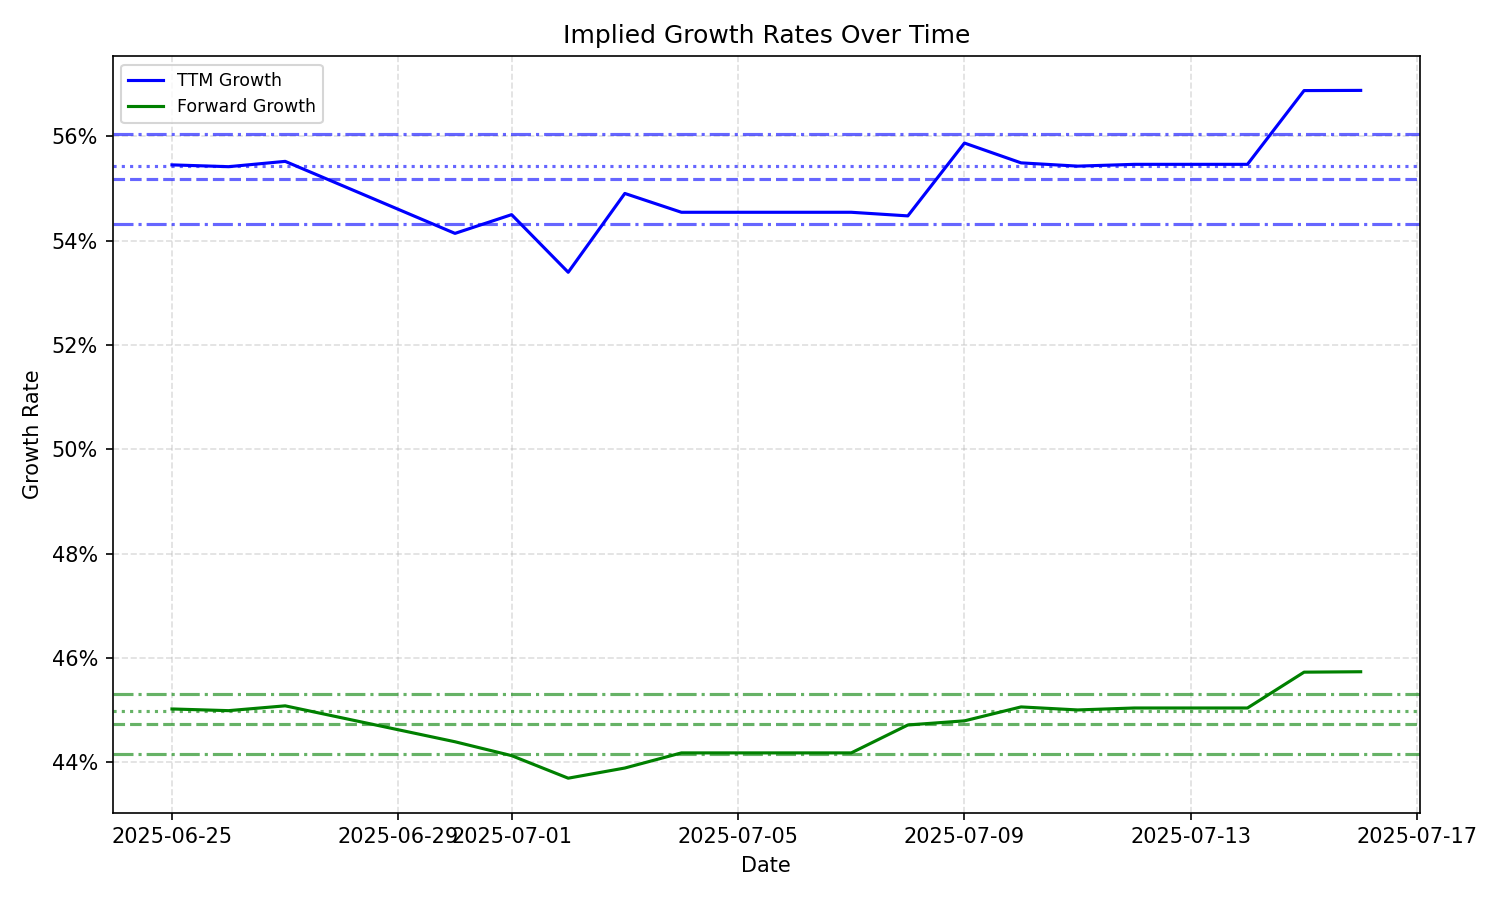 Implied Growth Rates Over Time
TTM Growth
Forward Growth
56%
54%
52%
50%
48%
46%
44%
Growth Rate
2025-06-25
2025-06-29
2025-07-01
2025-07-05
2025-07-09
2025-07-13
2025-07-17
Date